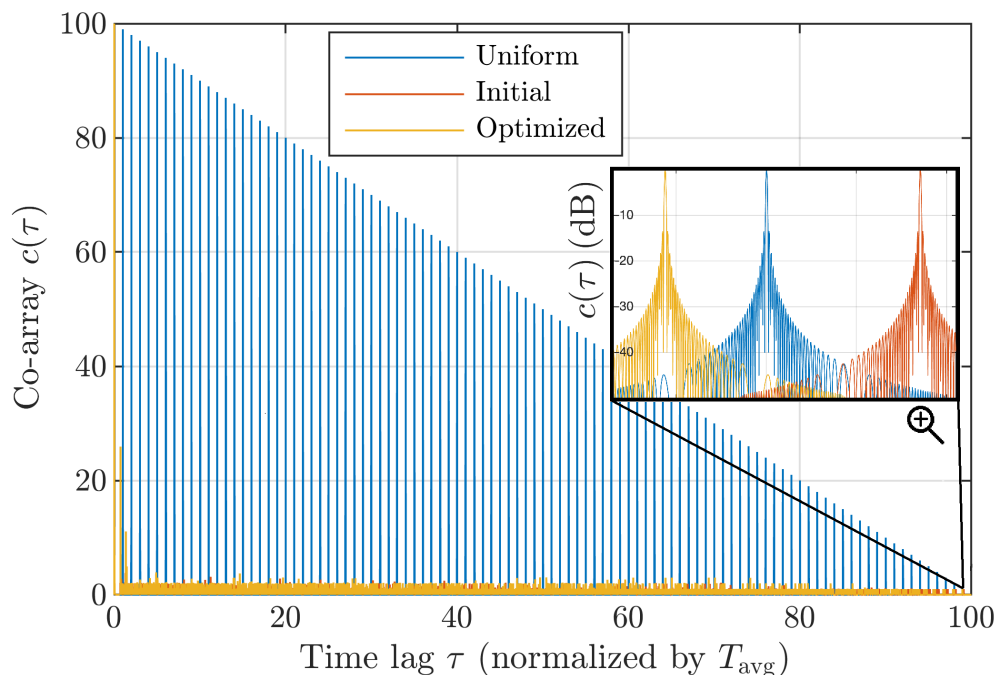 100
80
60
40
20
0
Co-array c(τ)
Uniform
Initial
Optimized
c(τ) (dB)
-10
-20
-30
-40
0 20 40 60 80 100
Time lag τ (normalized by T_avg)